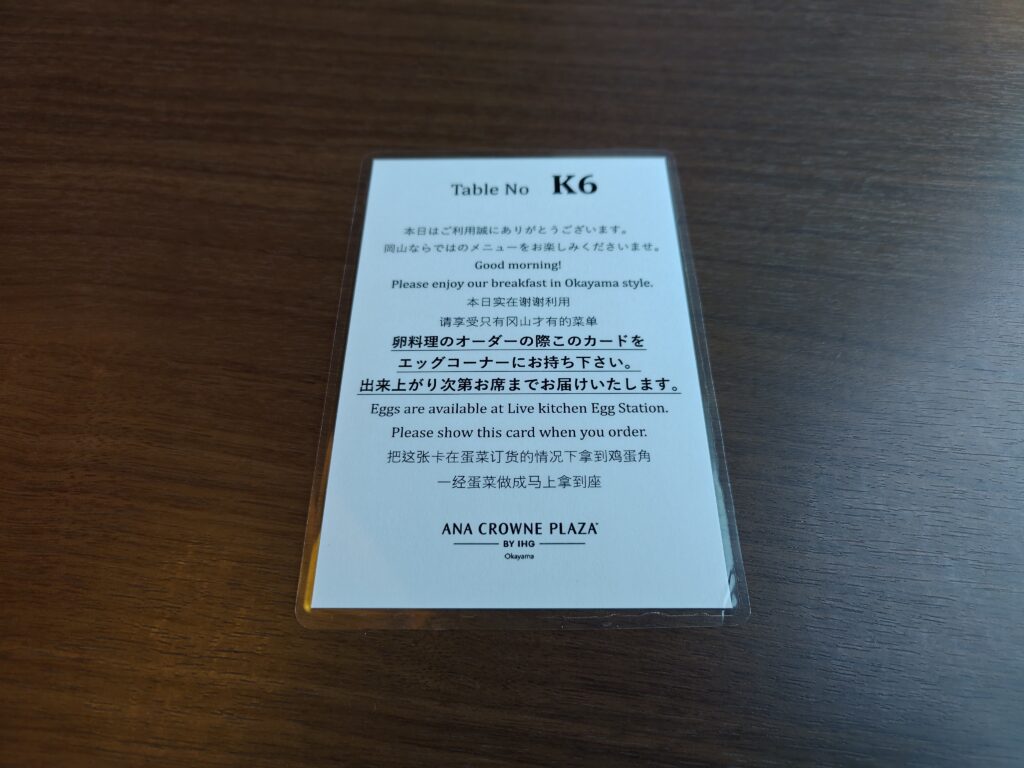 Table No K6
本日はご利用誠にありがとうございます。
岡山ならではのメニューをお楽しみくださいませ。
Good morning!
Please enjoy our breakfast in Okayama style.
本日实在谢谢利用
请享受只有冈山才有的菜单
卵料理のオーダーの際このカードを
エッグコーナーにお持ち下さい。
出来上がり次第お席までお届けいたします。
Eggs are available at Live kitchen Egg Station.
Please show this card when you order.
把这张卡在蛋菜订货的情况下拿到鸡蛋角
一经蛋菜做成马上拿到座
ANA CROWNE PLAZA
BY IHG
Okayama